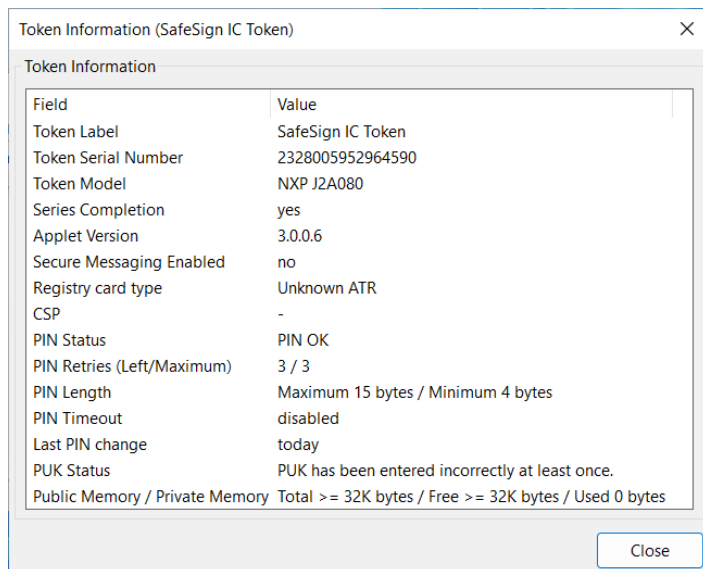 Token Information (SafeSign IC Token)
Token Information
Field Value
Token Label SafeSign IC Token
Token Serial Number 2328005952964590
Token Model NXP J2A080
Series Completion yes
Applet Version 3.0.0.6
Secure Messaging Enabled no
Registry card type Unknown ATR
CSP -
PIN Status PIN OK
PIN Retries (Left/Maximum) 3 / 3
PIN Length Maximum 15 bytes / Minimum 4 bytes
PIN Timeout disabled
Last PIN change today
PUK Status PUK has been entered incorrectly at least once.
Public Memory / Private Memory Total >= 32K bytes / Free >= 32K bytes / Used 0 bytes
Close